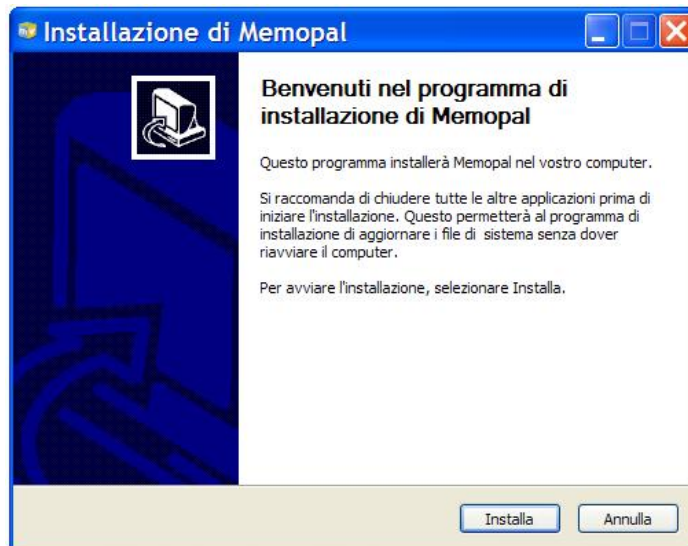 Installazione di Memopal
Benvenuti nel programma di
installazione di Memopal
Questo programma installerà Memopal nel vostro computer.
Si raccomanda di chiudere tutte le altre applicazioni prima di
iniziare l'installazione. Questo permetterà al programma di
installazione di aggiornare i file di sistema senza dover
riavviare il computer.
Per avviare l'installazione, selezionare Installa.
Installa
Annulla